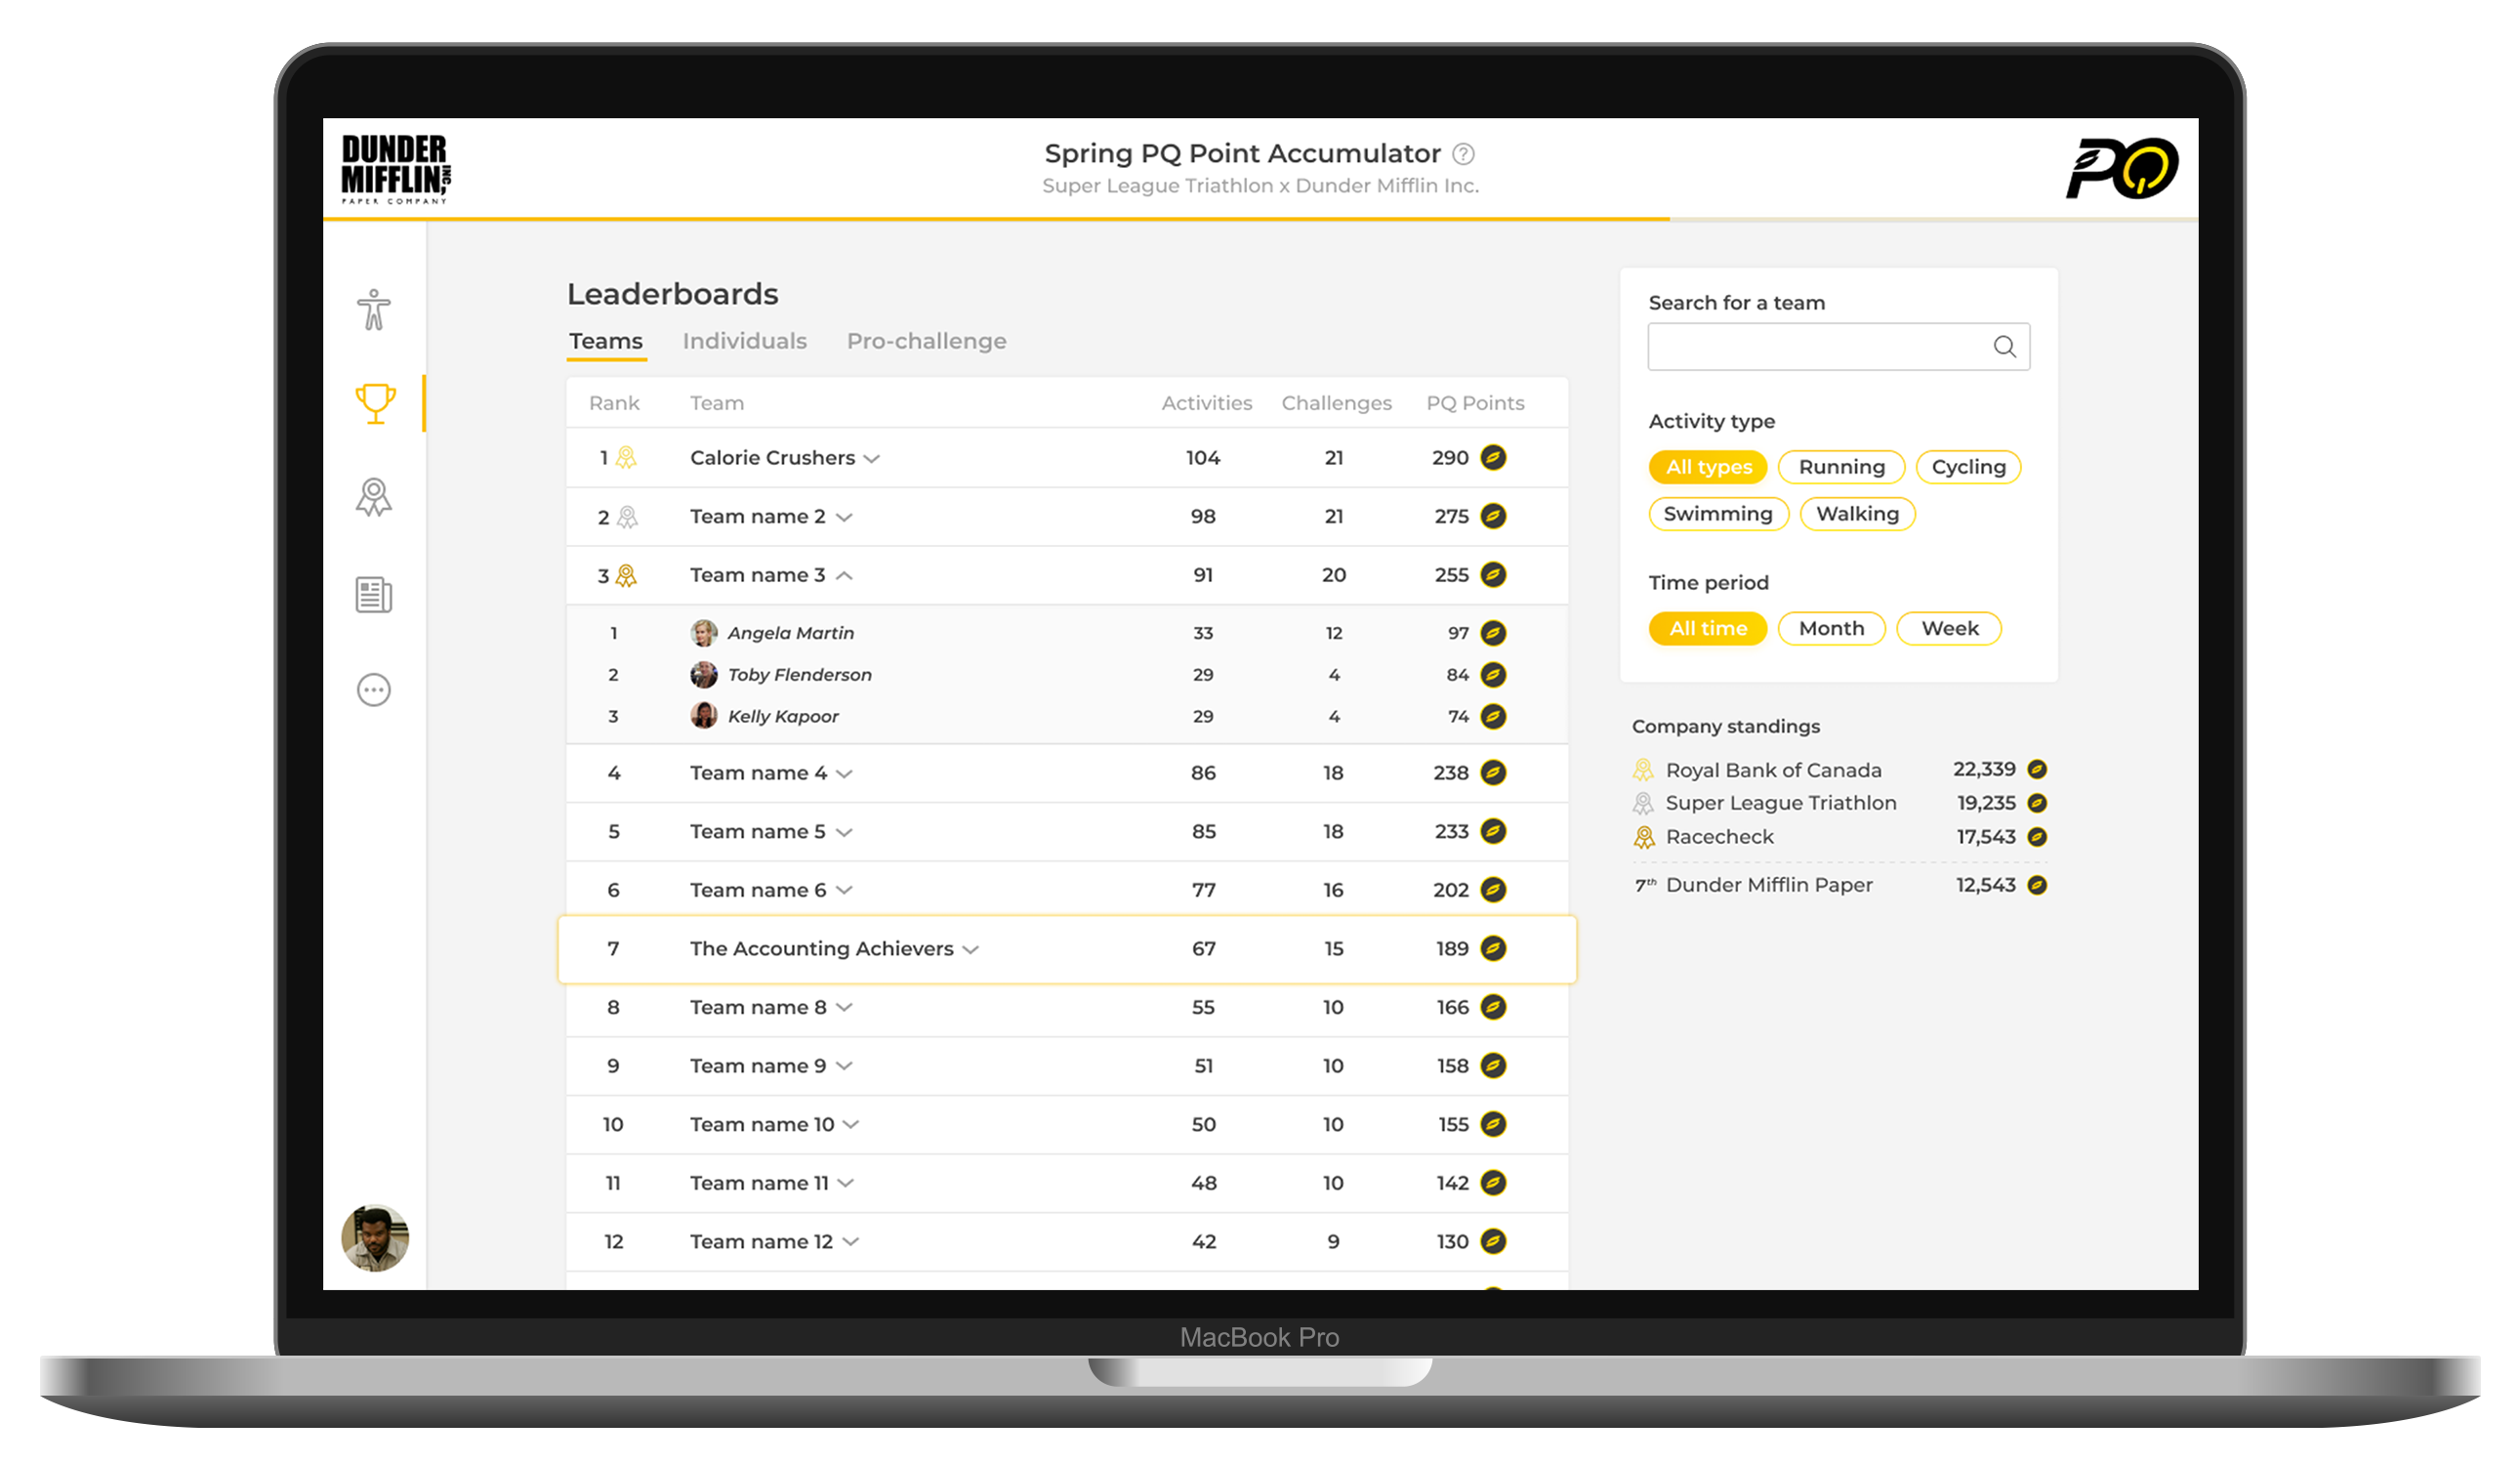 DUNDER
MIFFLIN, INC
PAPER COMPANY
Spring PQ Point Accumulator ?
Super League Triathlon x Dunder Mifflin Inc.
PQ
Leaderboards
Teams Individuals Pro-challenge
Rank Team Activities Challenges PQ Points
1 Calorie Crushers 104 21 290
2 Team name 2 98 21 275
3 Team name 3 91 20 255
1 Angela Martin 33 12 97
2 Toby Flenderson 29 4 84
3 Kelly Kapoor 29 4 74
4 Team name 4 86 18 238
5 Team name 5 85 18 233
6 Team name 6 77 16 202
7 The Accounting Achievers 67 15 189
8 Team name 8 55 10 166
9 Team name 9 51 10 158
10 Team name 10 50 10 155
11 Team name 11 48 10 142
12 Team name 12 42 9 130
Search for a team
Activity type
All types Running Cycling
Swimming Walking
Time period
All time Month Week
Company standings
Royal Bank of Canada 22,339
Super League Triathlon 19,235
Racecheck 17,543
7th Dunder Mifflin Paper 12,543
MacBook Pro